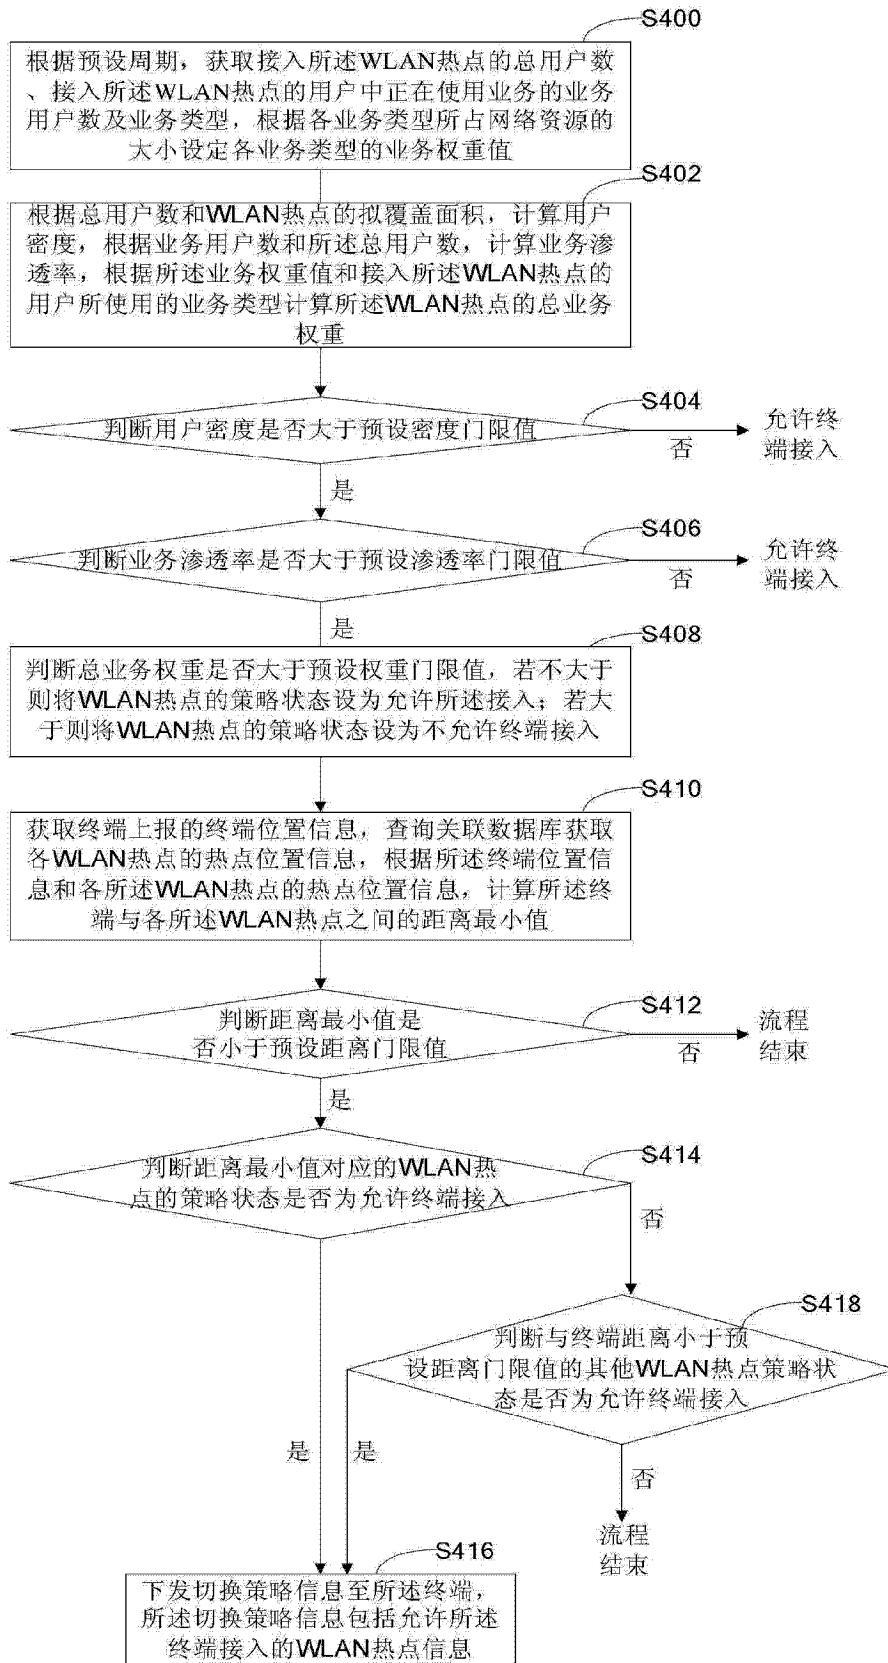 S400
根据预设周期，获取接入所述WLAN热点的总用户数
、接入所述WLAN热点的用户中正在使用业务的业务
用户数及业务类型，根据各业务类型所占网络资源的
大小设定各业务类型的业务权重值
S402
根据总用户数和WLAN热点的拟覆盖面积，计算用户
密度，根据业务用户数和所述总用户数，计算业务渗
透率，根据所述业务权重值和接入所述WLAN热点的
用户所使用的业务类型计算所述WLAN热点的总业务
权重
S404
判断用户密度是否大于预设密度门限值
否
允许终
端接入
是
S406
判断业务渗透率是否大于预设渗透率门限值
否
允许终
端接入
是
S408
判断总业务权重是否大于预设权重门限值，若不大于
则将WLAN热点的策略状态设为允许所述接入；若大
于则将WLAN热点的策略状态设为不允许终端接入
S410
获取终端上报的终端位置信息，查询关联数据库获取
各WLAN热点的热点位置信息，根据所述终端位置信
息和各所述WLAN热点的热点位置信息，计算所述终
端与各所述WLAN热点之间的距离最小值
S412
判断距离最小值是
否小于预设距离门限值
否
流程
结束
是
S414
判断距离最小值对应的WLAN热
点的策略状态是否为允许终端接入
否
S418
判断与终端距离小于预
设距离门限值的其他WLAN热点策略状
态是否为允许终端接入
是
是
否
流程
结束
S416
下发切换策略信息至所述终端，
所述切换策略信息包括允许所述
终端接入的WLAN热点信息